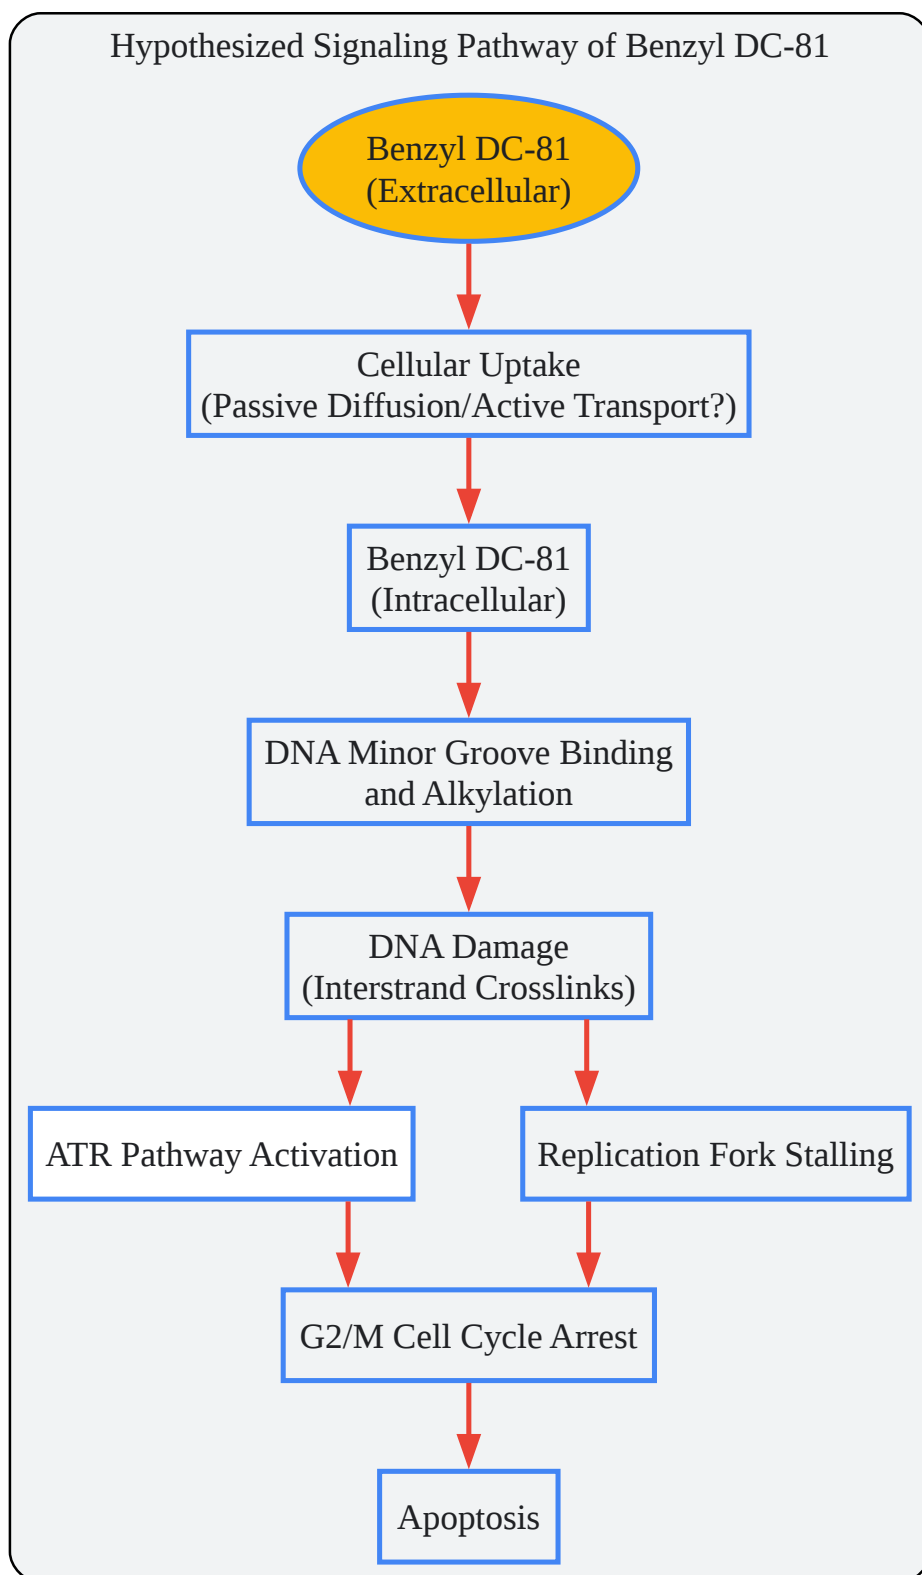 Hypothesized Signaling Pathway of Benzyl DC-81
Benzyl DC-81
(Extracellular)
Cellular Uptake
(Passive Diffusion/Active Transport?)
Benzyl DC-81
(Intracellular)
DNA Minor Groove Binding
and Alkylation
DNA Damage
(Interstrand Crosslinks)
ATR Pathway Activation
Replication Fork Stalling
G2/M Cell Cycle Arrest
Apoptosis